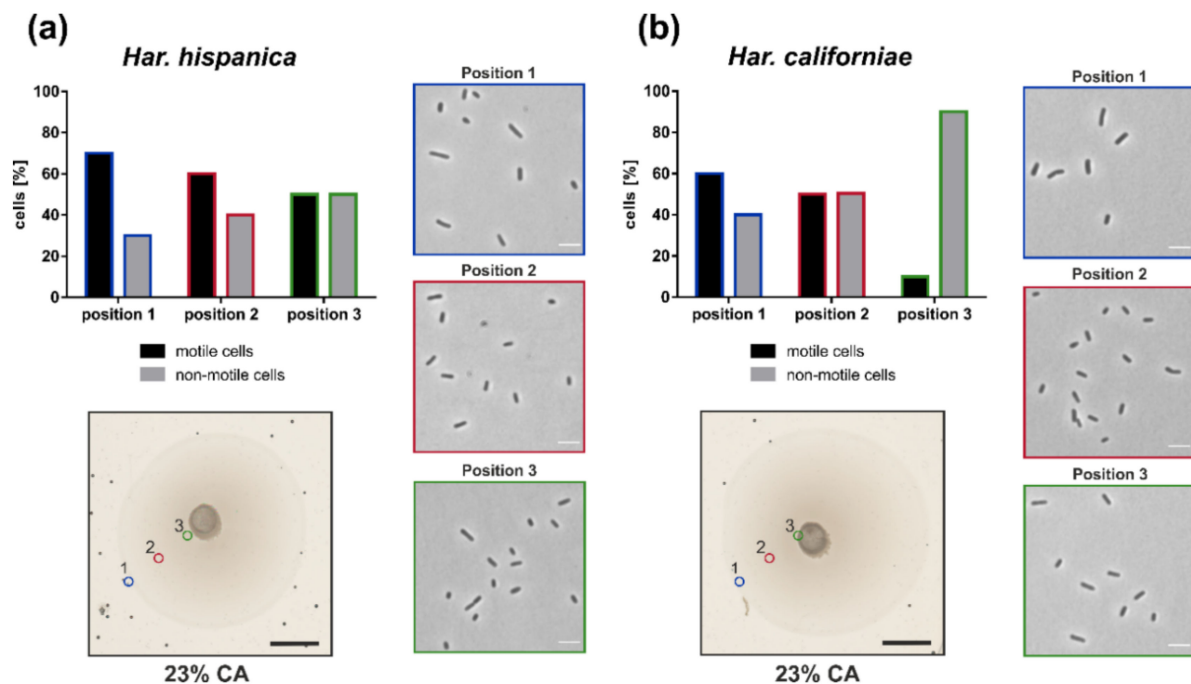 (a)
Har. hispanica
100
80
60
40
20
0
cells [%]
position 1 position 2 position 3
motile cells
non-motile cells
1
2
3
23% CA
Position 1
Position 2
Position 3
(b)
Har. californiae
100
80
60
40
20
0
cells [%]
position 1 position 2 position 3
motile cells
non-motile cells
1
2
3
23% CA
Position 1
Position 2
Position 3